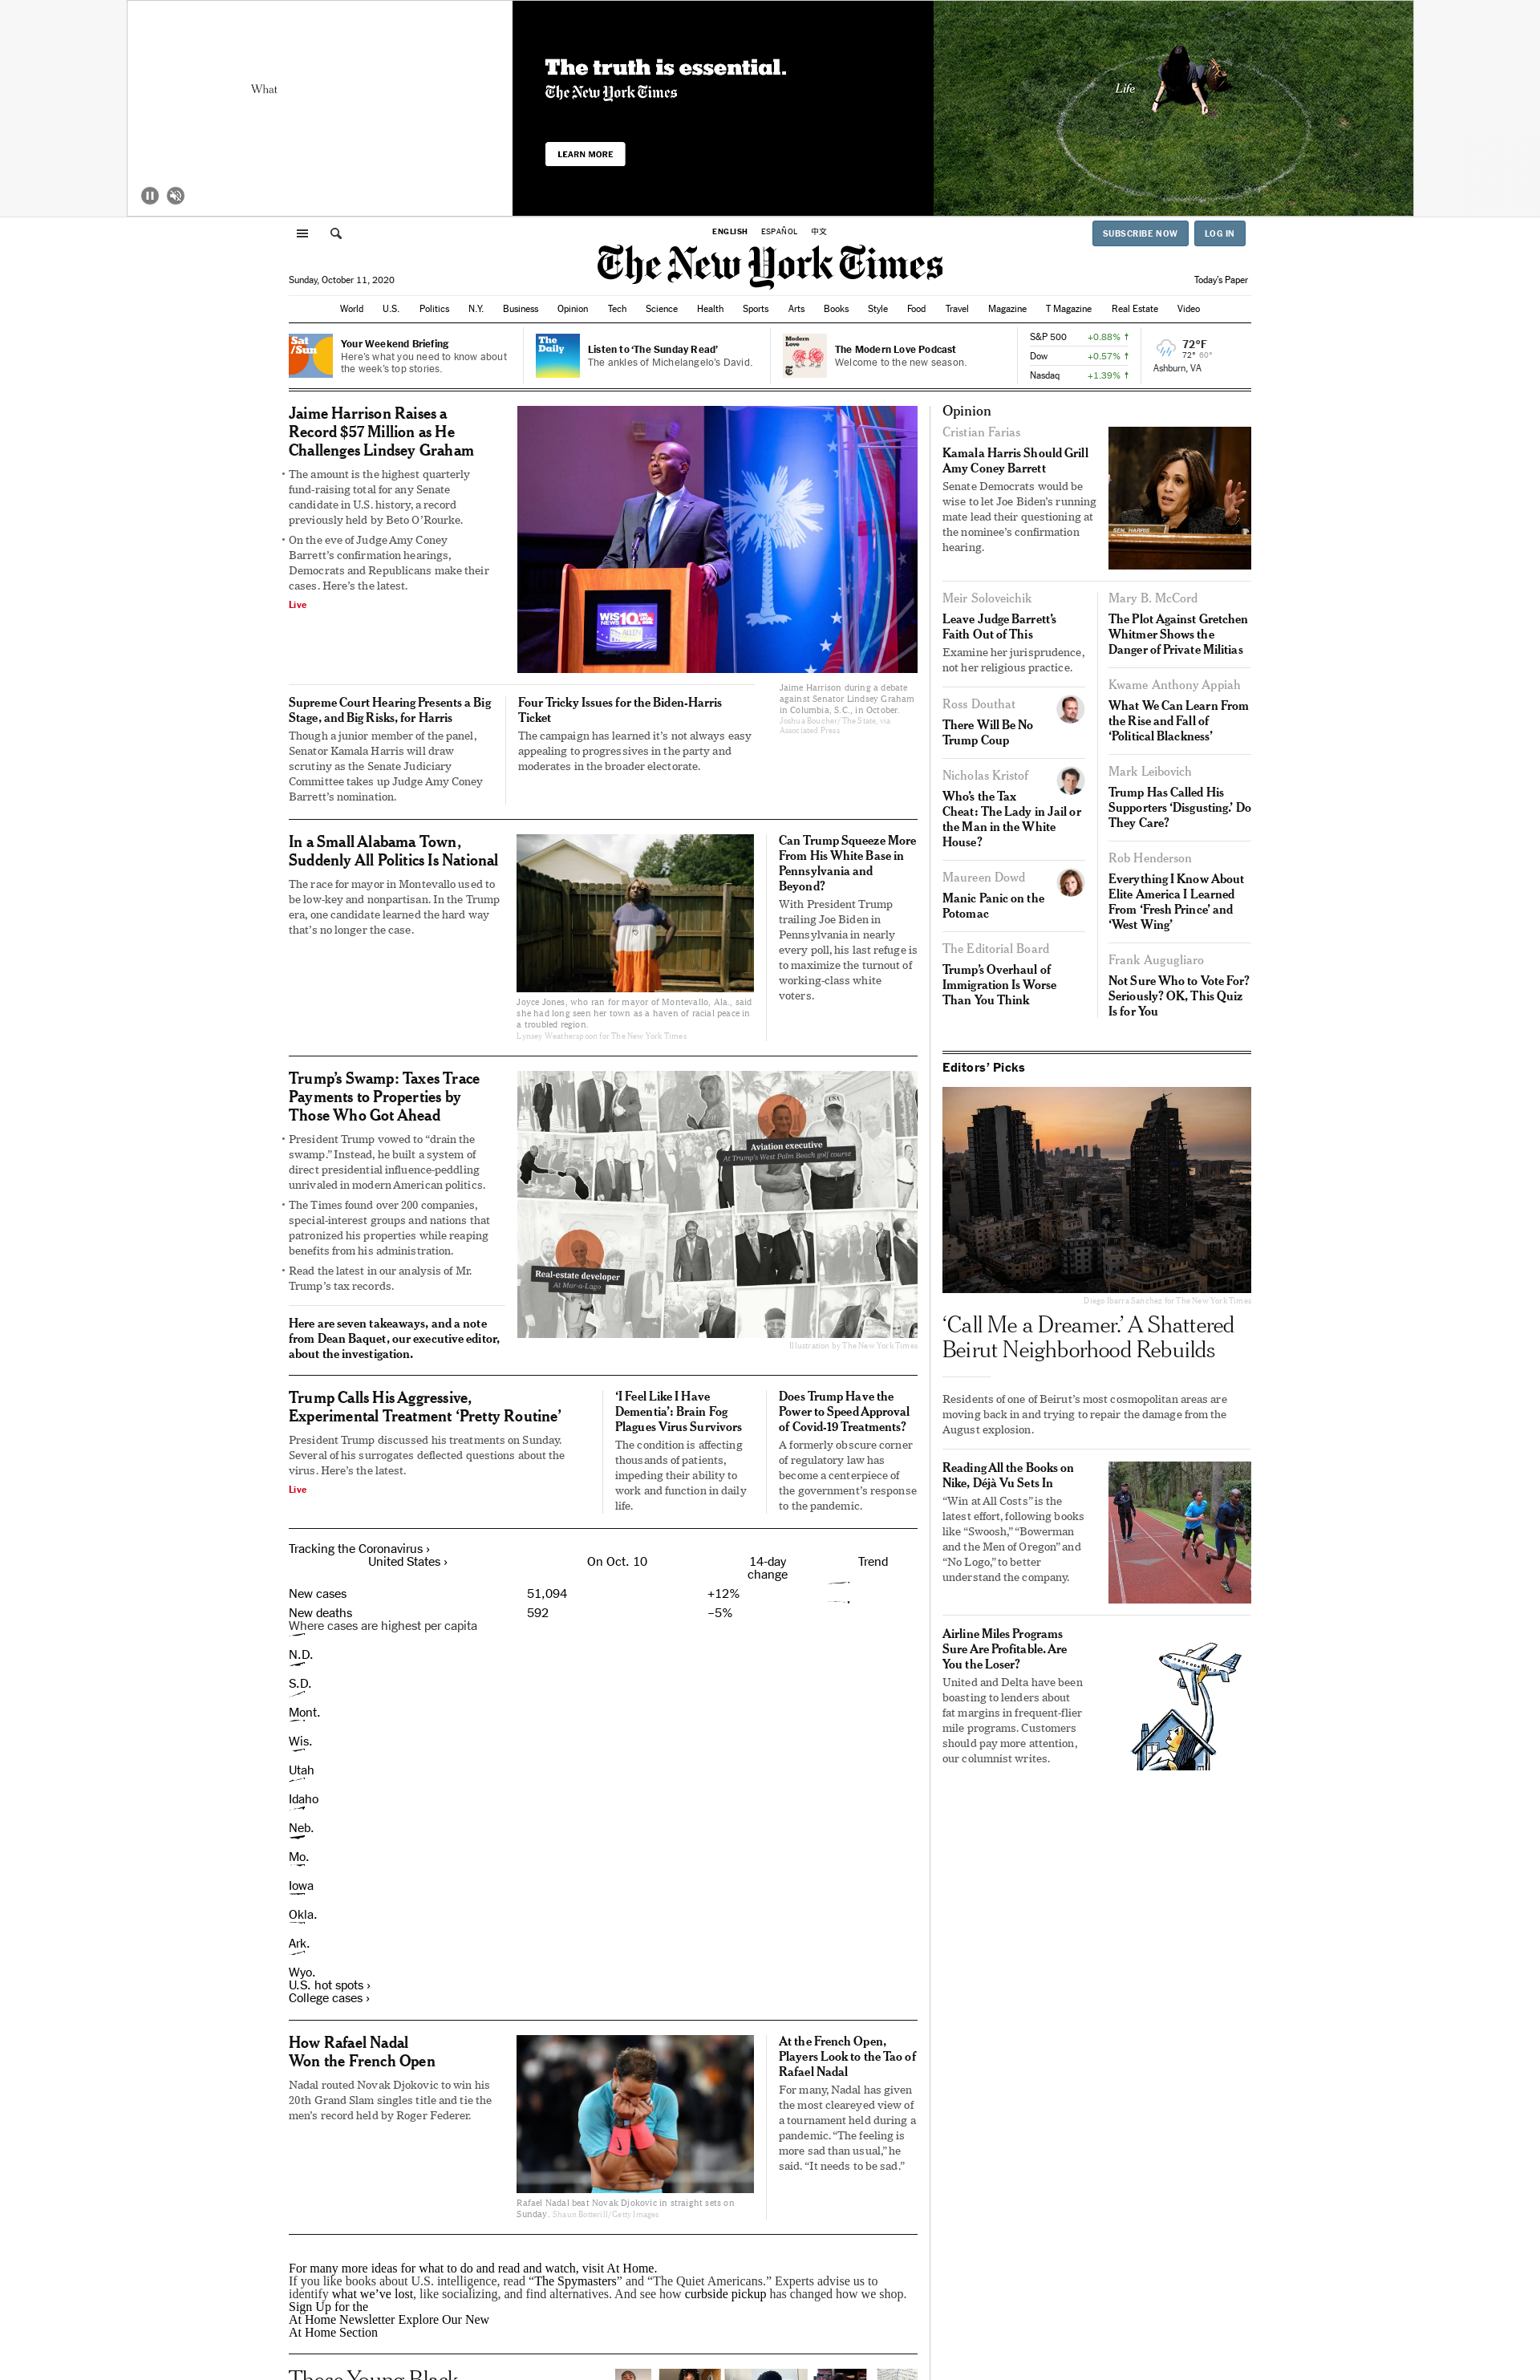 What
The truth is essential.
The New York Times
LEARN MORE
Life
ENGLISH ESPAÑOL 中文
SUBSCRIBE NOW LOG IN
The New York Times
Sunday, October 11, 2020
Today's Paper
World U.S. Politics N.Y. Business Opinion Tech Science Health Sports Arts Books Style Food Travel Magazine T Magazine Real Estate Video
Sat
/Sun
Your Weekend Briefing
Here's what you need to know about
the week's top stories.
The
Daily
Listen to ‘The Sunday Read’
The ankles of Michelangelo's David.
Modern
Love
The Modern Love Podcast
Welcome to the new season.
S&P 500 +0.88% ↑
Dow +0.57% ↑
Nasdaq +1.39% ↑
72°F
72° 60°
Ashburn, VA
Jaime Harrison Raises a
Record $57 Million as He
Challenges Lindsey Graham
• The amount is the highest quarterly
fund-raising total for any Senate
candidate in U.S. history, a record
previously held by Beto O’Rourke.
• On the eve of Judge Amy Coney
Barrett’s confirmation hearings,
Democrats and Republicans make their
cases. Here’s the latest.
Live
WIS
NEWS 10
ALLEN
Jaime Harrison during a debate
against Senator Lindsey Graham
in Columbia, S.C., in October.
Joshua Boucher/The State, via
Associated Press
Supreme Court Hearing Presents a Big
Stage, and Big Risks, for Harris
Though a junior member of the panel,
Senator Kamala Harris will draw
scrutiny as the Senate Judiciary
Committee takes up Judge Amy Coney
Barrett’s nomination.
Four Tricky Issues for the Biden-Harris
Ticket
The campaign has learned it’s not always easy
appealing to progressives in the party and
moderates in the broader electorate.
In a Small Alabama Town,
Suddenly All Politics Is National
The race for mayor in Montevallo used to
be low-key and nonpartisan. In the Trump
era, one candidate learned the hard way
that’s no longer the case.
Joyce Jones, who ran for mayor of Montevallo, Ala., said
she had long seen her town as a haven of racial peace in
a troubled region.
Lynsey Weatherspoon for The New York Times
Can Trump Squeeze More
From His White Base in
Pennsylvania and
Beyond?
With President Trump
trailing Joe Biden in
Pennsylvania in nearly
every poll, his last refuge is
to maximize the turnout of
working-class white
voters.
Trump’s Swamp: Taxes Trace
Payments to Properties by
Those Who Got Ahead
• President Trump vowed to “drain the
swamp.” Instead, he built a system of
direct presidential influence-peddling
unrivaled in modern American politics.
• The Times found over 200 companies,
special-interest groups and nations that
patronized his properties while reaping
benefits from his administration.
• Read the latest in our analysis of Mr.
Trump’s tax records.
Here are seven takeaways, and a note
from Dean Baquet, our executive editor,
about the investigation.
USA
Aviation executive
At Trump’s West Palm Beach golf course
Real-estate developer
At Mar-a-Lago
Illustration by The New York Times
Trump Calls His Aggressive,
Experimental Treatment ‘Pretty Routine’
President Trump discussed his treatments on Sunday.
Several of his surrogates deflected questions about the
virus. Here’s the latest.
Live
‘I Feel Like I Have
Dementia’: Brain Fog
Plagues Virus Survivors
The condition is affecting
thousands of patients,
impeding their ability to
work and function in daily
life.
Does Trump Have the
Power to Speed Approval
of Covid-19 Treatments?
A formerly obscure corner
of regulatory law has
become a centerpiece of
the government’s response
to the pandemic.
Tracking the Coronavirus ›
United States › On Oct. 10 14-day
change Trend
New cases 51,094 +12%
New deaths 592 –5%
Where cases are highest per capita
N.D.
S.D.
Mont.
Wis.
Utah
Idaho
Neb.
Mo.
Iowa
Okla.
Ark.
Wyo.
U.S. hot spots ›
College cases ›
How Rafael Nadal
Won the French Open
Nadal routed Novak Djokovic to win his
20th Grand Slam singles title and tie the
men’s record held by Roger Federer.
Rafael Nadal beat Novak Djokovic in straight sets on
Sunday. Shaun Botterill/Getty Images
At the French Open,
Players Look to the Tao of
Rafael Nadal
For many, Nadal has given
the most cleareyed view of
a tournament held during a
pandemic. “The feeling is
more sad than usual,” he
said. “It needs to be sad.”
For many more ideas for what to do and read and watch, visit At Home.
If you like books about U.S. intelligence, read “The Spymasters” and “The Quiet Americans.” Experts advise us to
identify what we’ve lost, like socializing, and find alternatives. And see how curbside pickup has changed how we shop.
Sign Up for the
At Home Newsletter Explore Our New
At Home Section
Those Young Black
Opinion
Cristian Farias
Kamala Harris Should Grill
Amy Coney Barrett
Senate Democrats would be
wise to let Joe Biden’s running
mate lead their questioning at
the nominee’s confirmation
hearing.
SEN. HARRIS
Meir Soloveichik
Leave Judge Barrett’s
Faith Out of This
Examine her jurisprudence,
not her religious practice.
Ross Douthat
There Will Be No
Trump Coup
Nicholas Kristof
Who’s the Tax
Cheat: The Lady in Jail or
the Man in the White
House?
Maureen Dowd
Manic Panic on the
Potomac
The Editorial Board
Trump’s Overhaul of
Immigration Is Worse
Than You Think
Mary B. McCord
The Plot Against Gretchen
Whitmer Shows the
Danger of Private Militias
Kwame Anthony Appiah
What We Can Learn From
the Rise and Fall of
‘Political Blackness’
Mark Leibovich
Trump Has Called His
Supporters ‘Disgusting.’ Do
They Care?
Rob Henderson
Everything I Know About
Elite America I Learned
From ‘Fresh Prince’ and
‘West Wing’
Frank Augugliaro
Not Sure Who to Vote For?
Seriously? OK, This Quiz
Is for You
Editors’ Picks
Diego Ibarra Sanchez for The New York Times
‘Call Me a Dreamer.’ A Shattered
Beirut Neighborhood Rebuilds
Residents of one of Beirut’s most cosmopolitan areas are
moving back in and trying to repair the damage from the
August explosion.
Reading All the Books on
Nike, Déjà Vu Sets In
“Win at All Costs” is the
latest effort, following books
like “Swoosh,” “Bowerman
and the Men of Oregon” and
“No Logo,” to better
understand the company.
Airline Miles Programs
Sure Are Profitable. Are
You the Loser?
United and Delta have been
boasting to lenders about
fat margins in frequent-flier
mile programs. Customers
should pay more attention,
our columnist writes.